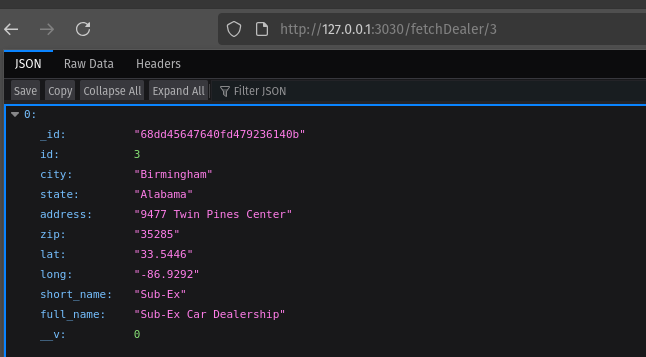 http://127.0.0.1:3030/fetchDealer/3
JSON Raw Data Headers
Save Copy Collapse All Expand All Filter JSON
0:
_id: "68dd45647640fd479236140b"
id: 3
city: "Birmingham"
state: "Alabama"
address: "9477 Twin Pines Center"
zip: "35285"
lat: "33.5446"
long: "-86.9292"
short_name: "Sub-Ex"
full_name: "Sub-Ex Car Dealership"
__v: 0